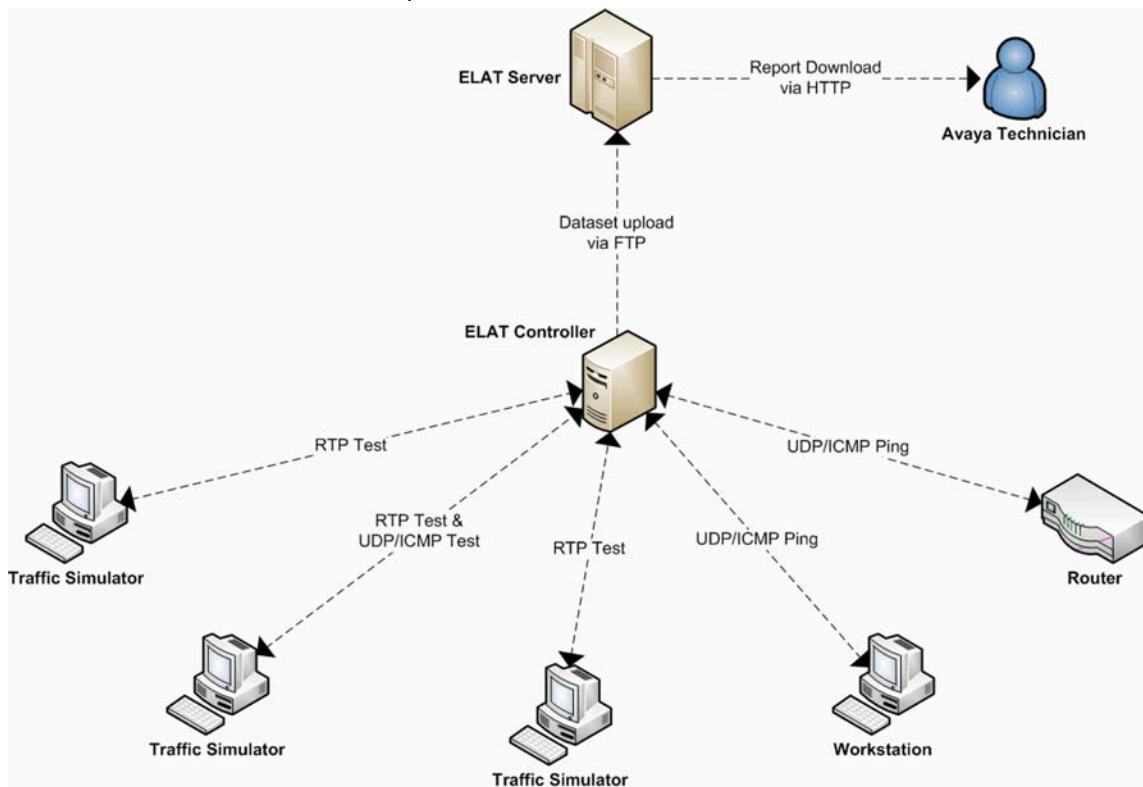 ELAT Server
Report Download
via HTTP
Avaya Technician
Dataset upload
via FTP
ELAT Controller
RTP Test
UDP/ICMP Ping
RTP Test &
UDP/ICMP Test
RTP Test
UDP/ICMP Ping
Traffic Simulator
Router
Traffic Simulator
Traffic Simulator
Workstation